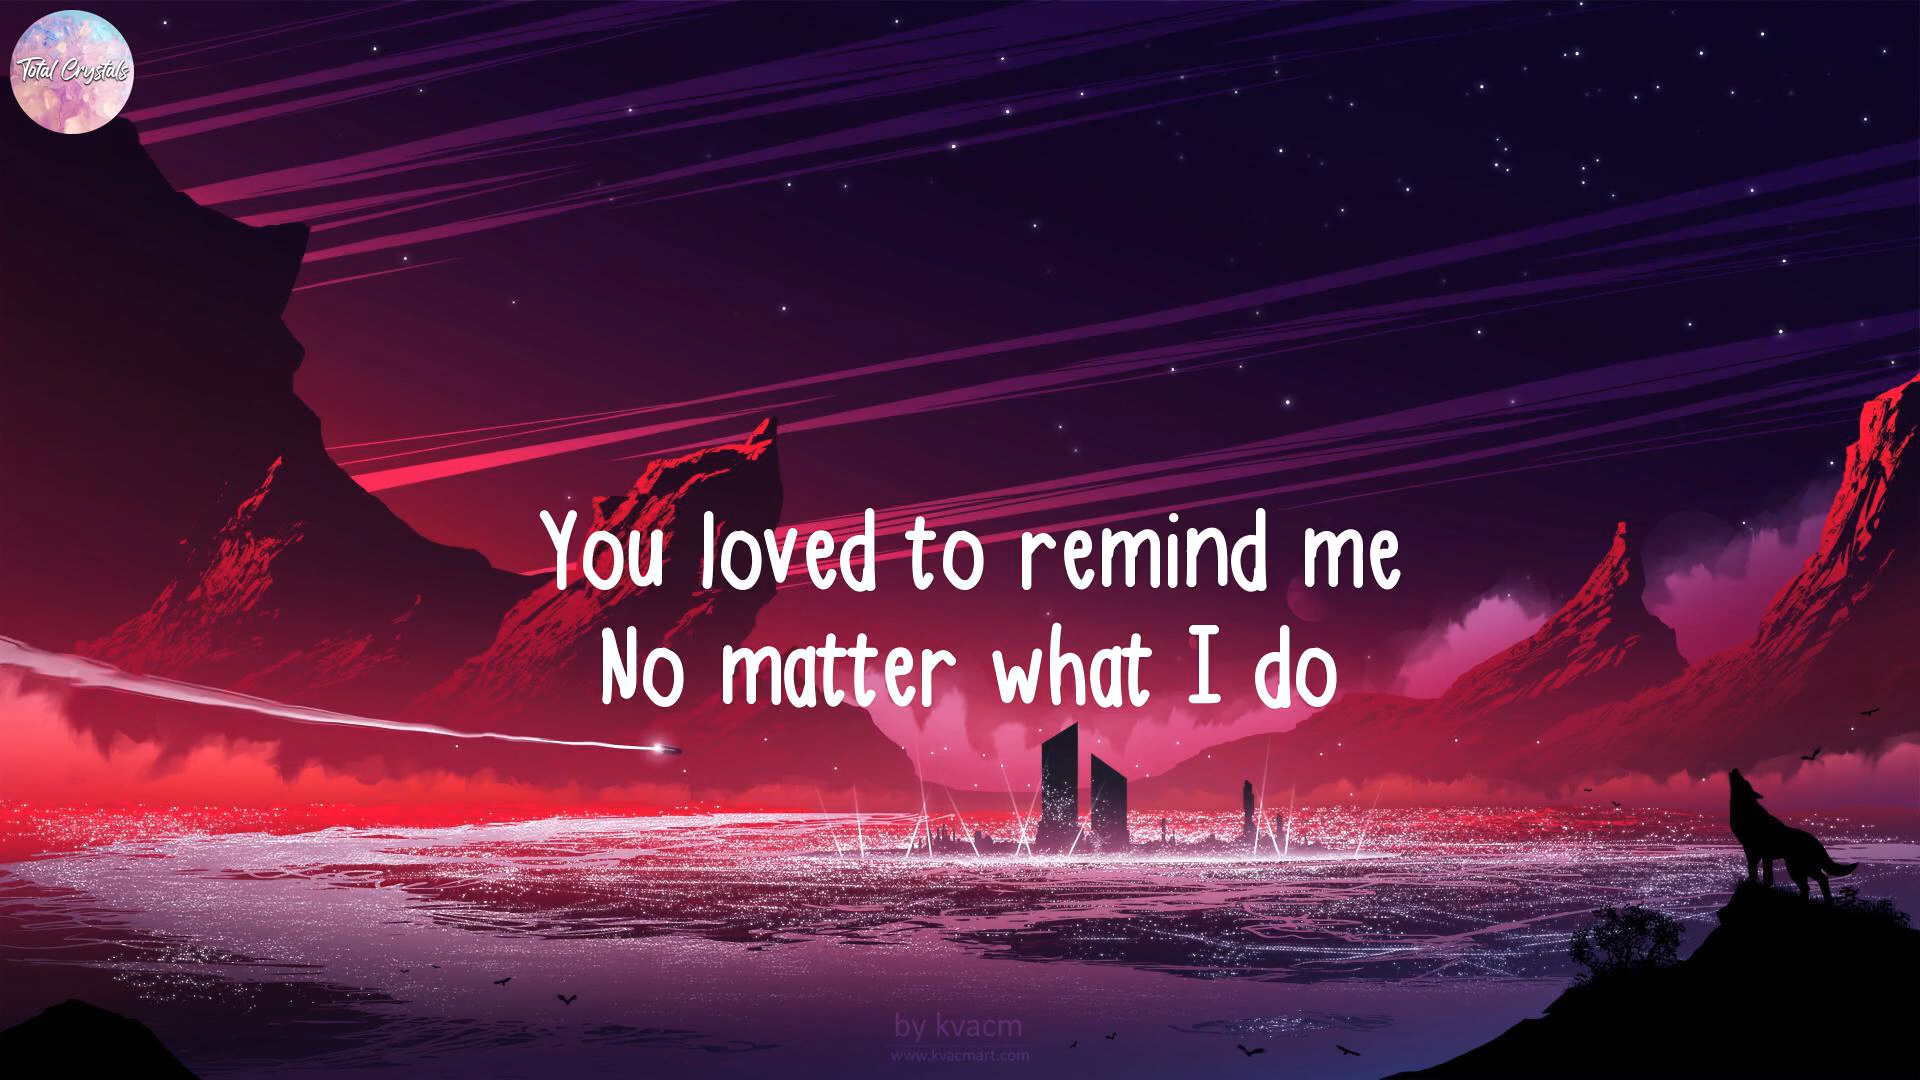 Total Crystals
You loved to remind me
No matter what I do
by kvacm
www.kvacmart.com